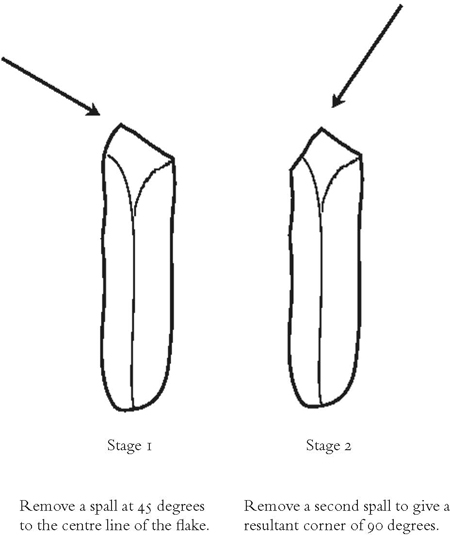 Stage 1
Stage 2
Remove a spall at 45 degrees
to the centre line of the flake.
Remove a second spall to give a
resultant corner of 90 degrees.